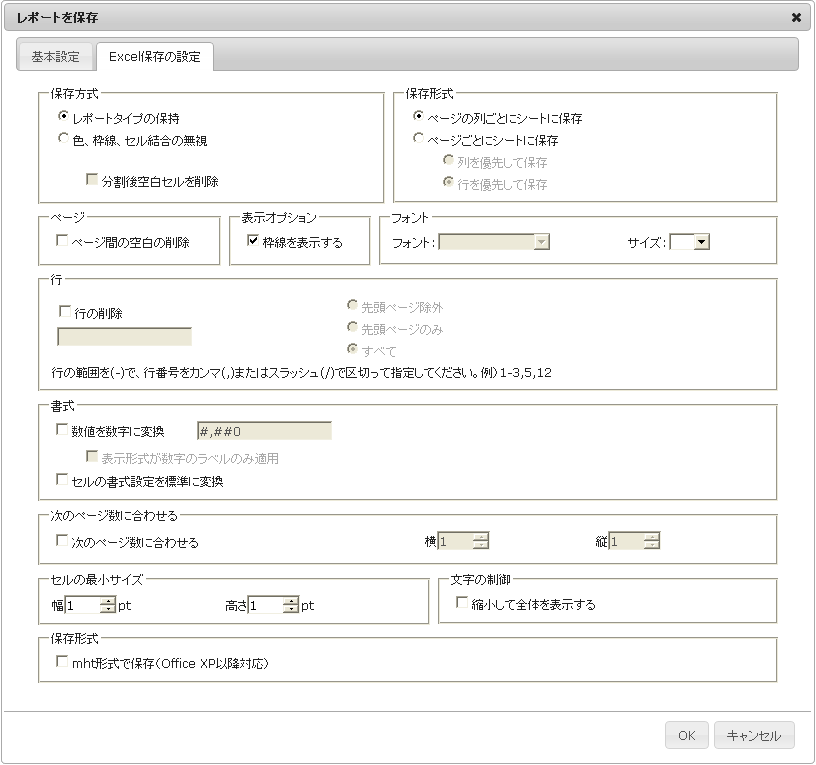 レポートを保存
基本設定
Excel保存の設定
保存方式
レポートタイプの保持
色、枠線、セル結合の無視
分割後空白セルを削除
保存形式
ページの列ごとにシートに保存
ページごとにシートに保存
列を優先して保存
行を優先して保存
ページ
ページ間の空白の削除
表示オプション
枠線を表示する
フォント
フォント:
サイズ:
行
行の削除
先頭ページ除外
先頭ページのみ
すべて
行の範囲を(-)で、行番号をカンマ(,)またはスラッシュ(/)で区切って指定してください。例）1-3,5,12
書式
数値を数字に変換
#,##0
表示形式が数字のラベルのみ適用
セルの書式設定を標準に変換
次のページ数に合わせる
次のページ数に合わせる
横1
縦1
セルの最小サイズ
幅1 pt
高さ1 pt
文字の制御
縮小して全体を表示する
保存形式
mht形式で保存（Office XP以降対応）
OK
キャンセル